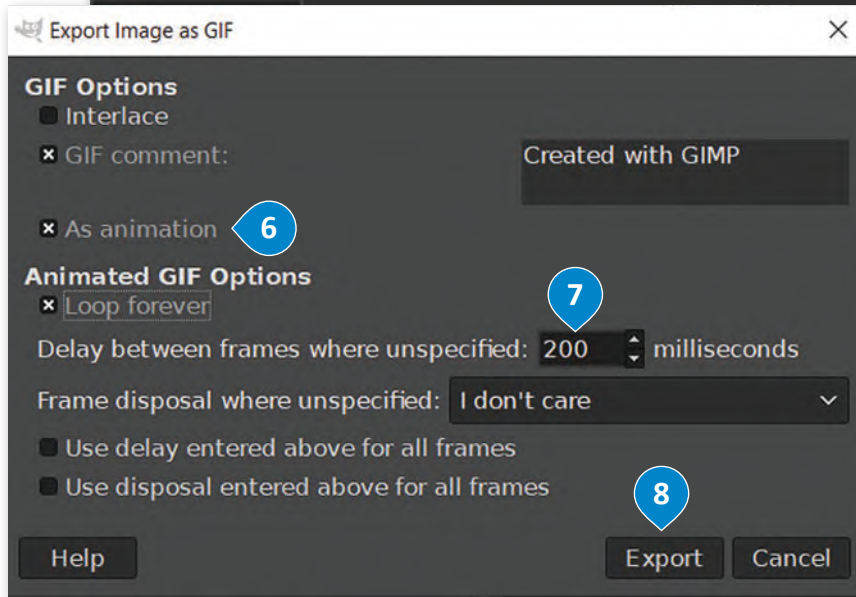 Export Image as GIF
GIF Options
Interlace
GIF comment:
Created with GIMP
As animation
6
Animated GIF Options
Loop forever
7
Delay between frames where unspecified: 200 milliseconds
Frame disposal where unspecified: I don't care
Use delay entered above for all frames
Use disposal entered above for all frames
8
Help
Export
Cancel